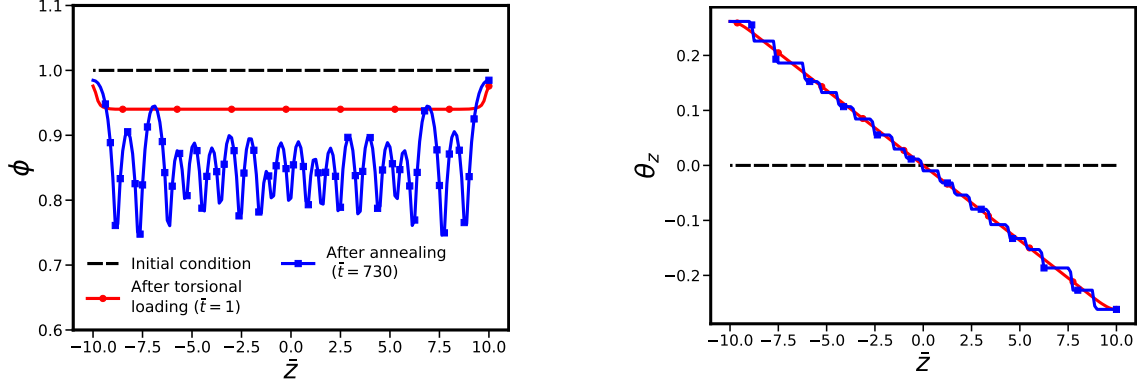 1.1
1.0
0.9
0.8
0.7
0.6
ϕ
Initial condition
After torsional
loading (t̄ = 1)
After annealing
(t̄ = 730)
−10.0 −7.5 −5.0 −2.5 0.0 2.5 5.0 7.5 10.0
z̄
0.2
0.1
0.0
−0.1
−0.2
θz
−10.0 −7.5 −5.0 −2.5 0.0 2.5 5.0 7.5 10.0
z̄